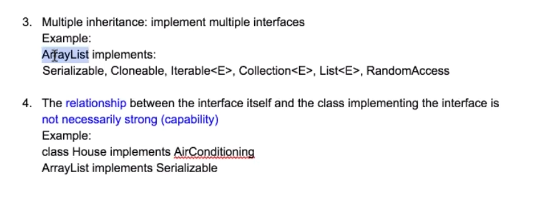 3. Multiple inheritance: implement multiple interfaces
Example:
ArrayList implements:
Serializable, Cloneable, Iterable<E>, Collection<E>, List<E>, RandomAccess
4. The relationship between the interface itself and the class implementing the interface is
not necessarily strong (capability)
Example:
class House implements AirConditioning
ArrayList implements Serializable